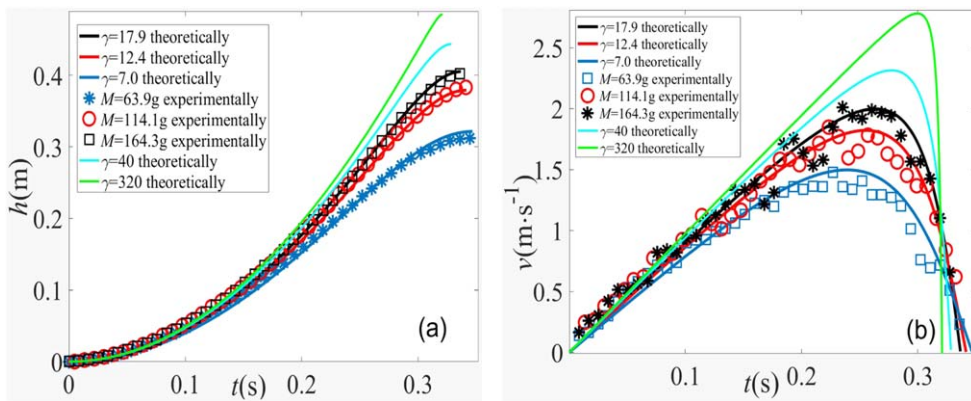 γ=17.9 theoretically
γ=12.4 theoretically
γ=7.0 theoretically
M=63.9g experimentally
M=114.1g experimentally
M=164.3g experimentally
γ=40 theoretically
γ=320 theoretically
h(m)
0.4
0.3
0.2
0.1
0
0
0.1
0.2
0.3
t(s)
(a)
γ=17.9 theoretically
γ=12.4 theoretically
γ=7.0 theoretically
M=63.9g experimentally
M=114.1g experimentally
M=164.3g experimentally
γ=40 theoretically
γ=320 theoretically
v(m·s⁻¹)
2.5
2
1.5
1
0.5
0
0.1
0.2
0.3
t(s)
(b)